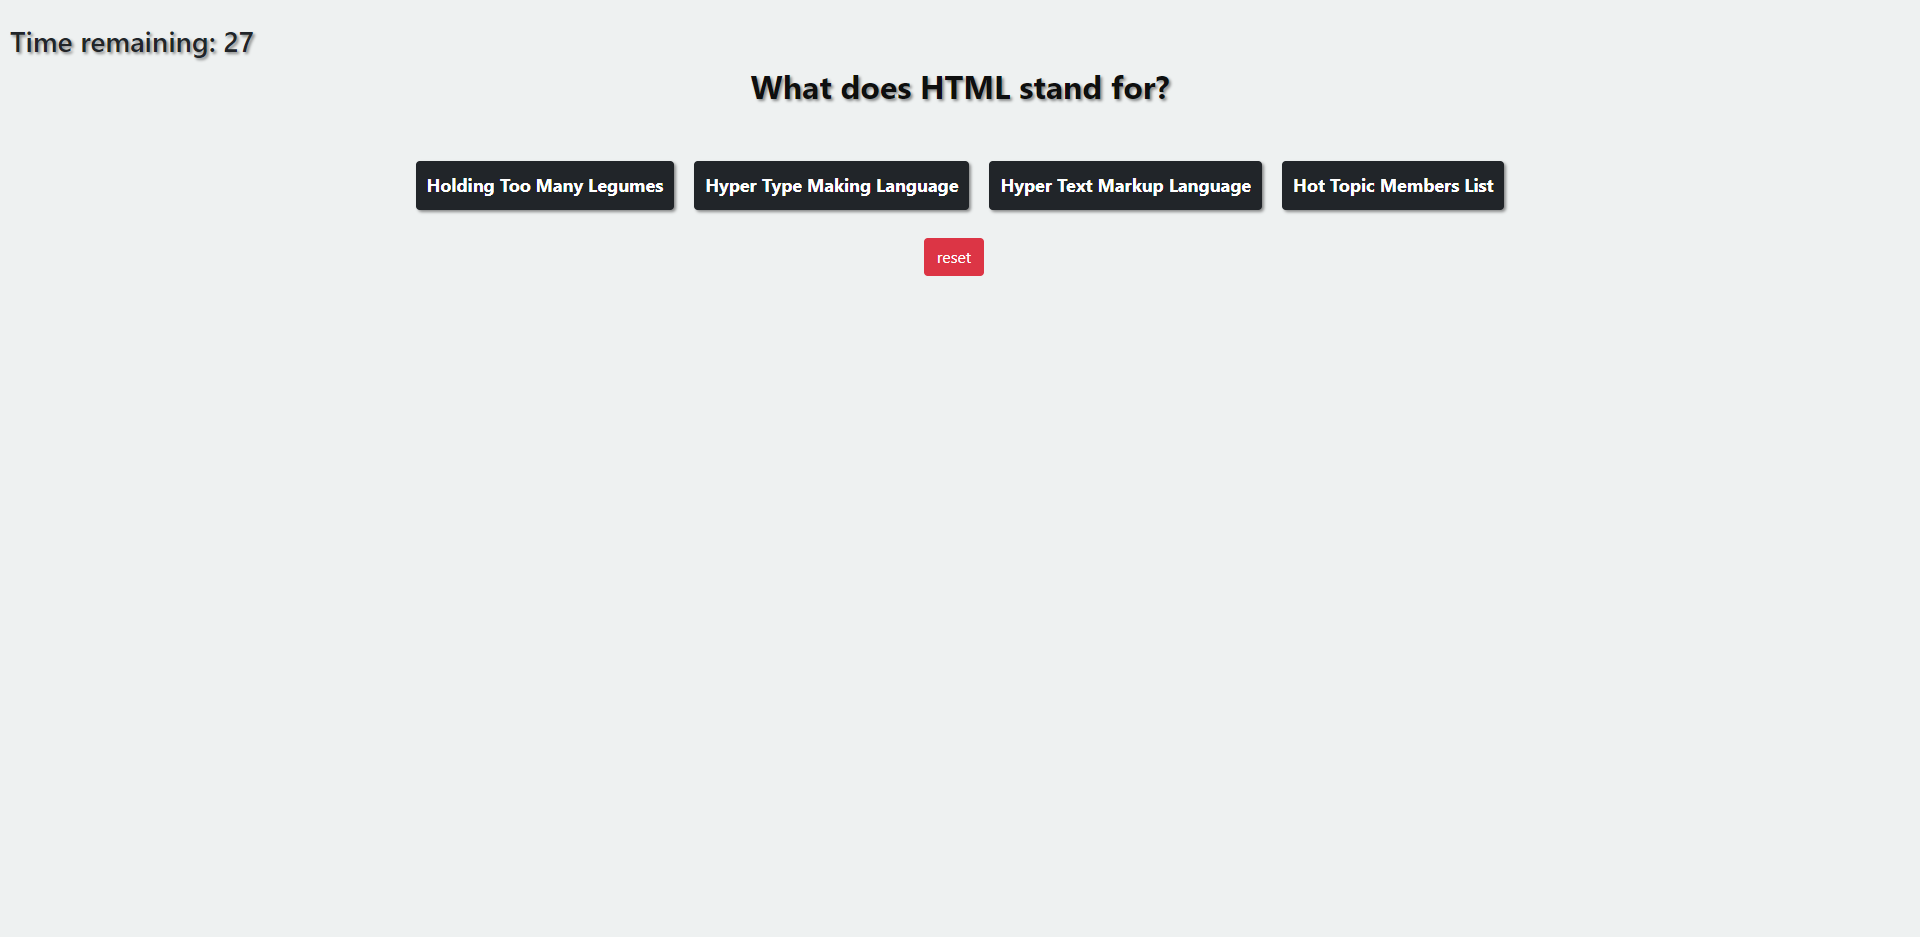 Time remaining: 27
What does HTML stand for?
Holding Too Many Legumes
Hyper Type Making Language
Hyper Text Markup Language
Hot Topic Members List
reset